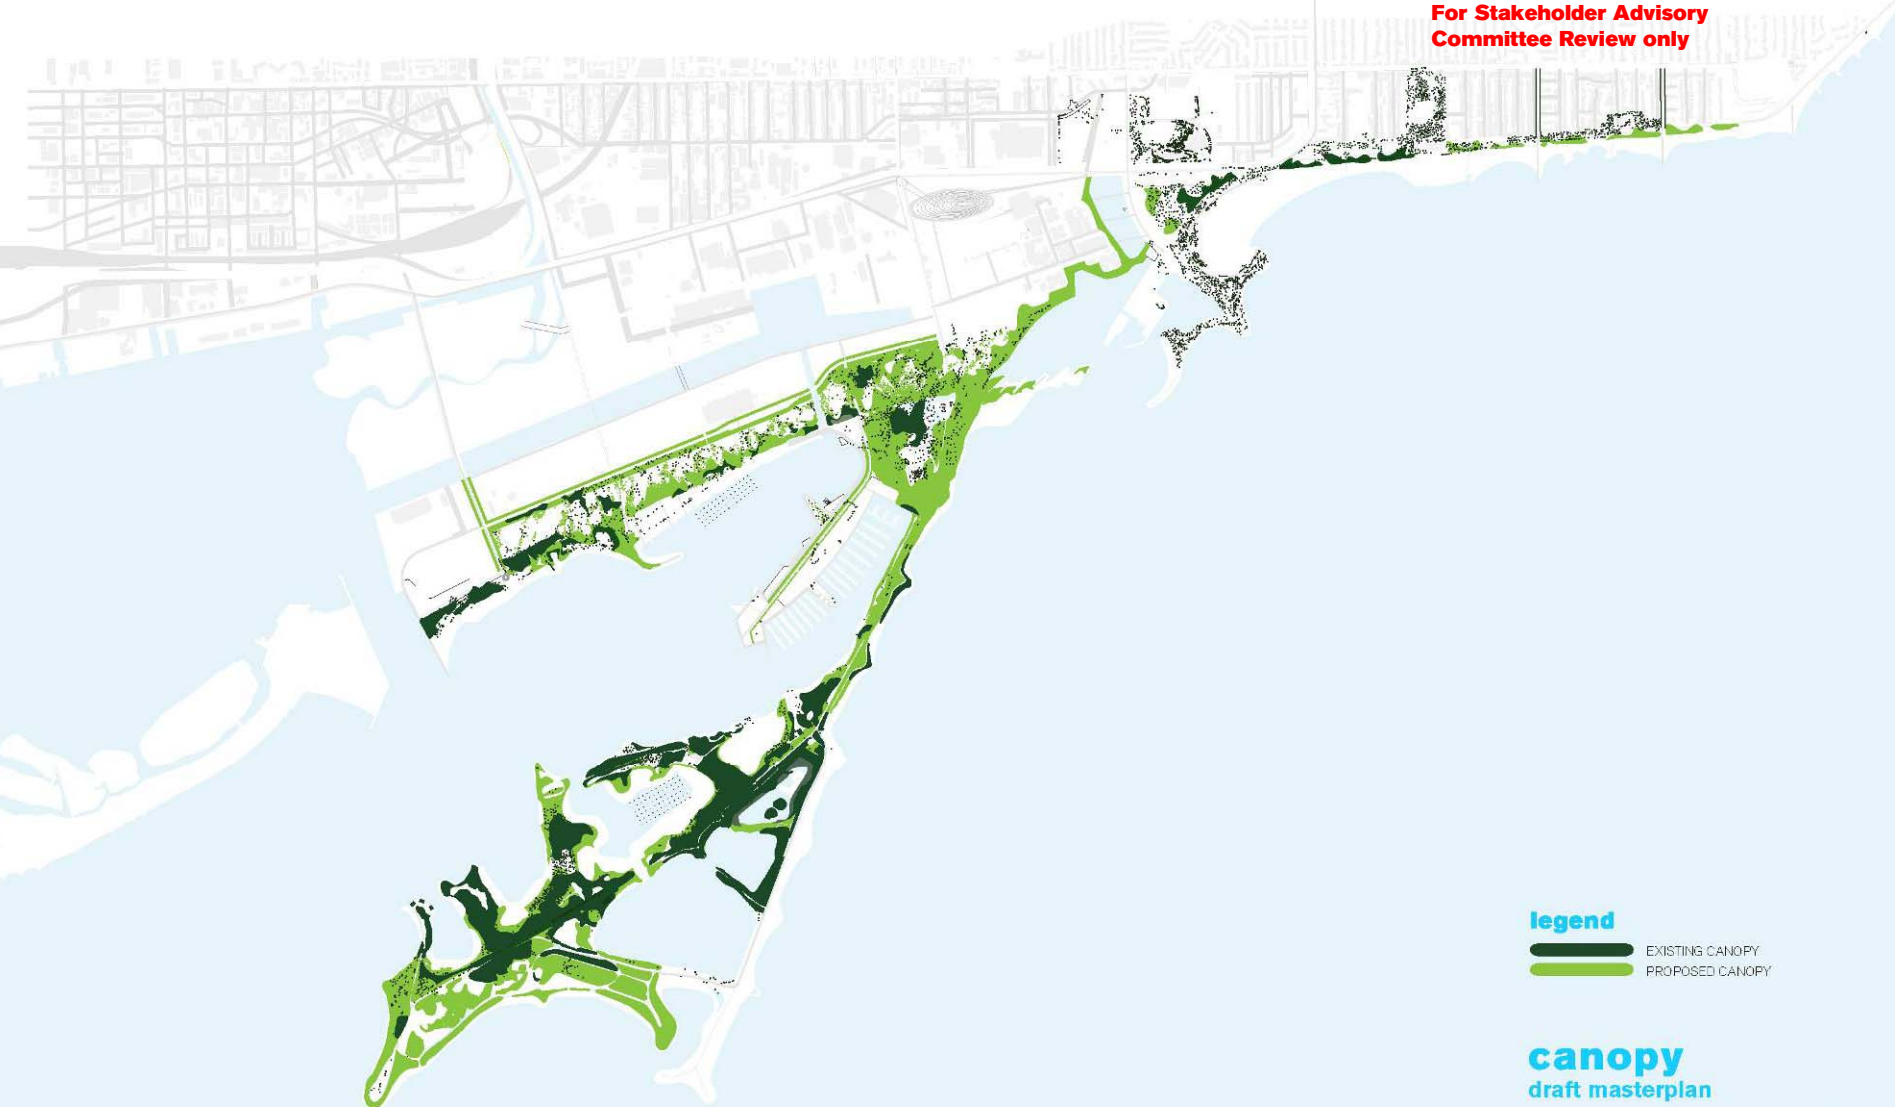 For Stakeholder Advisory
Committee Review only
legend
EXISTING CANOPY
PROPOSED CANOPY
canopy
draft masterplan